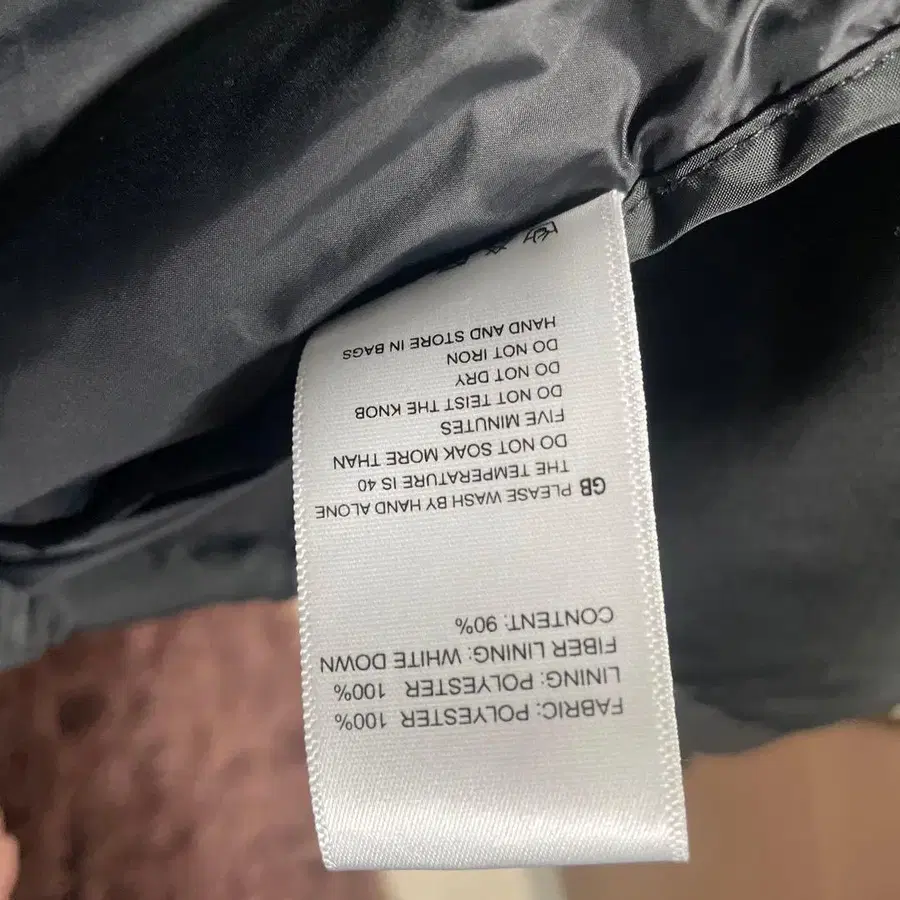 FABRIC: POLYESTER 100%
LINING: POLYESTER 100%
FIBER LINING: WHITE DOWN
CONTENT: 90%
GB PLEASE WASH BY HAND ALONE
THE TEMPERATURE IS 40
DO NOT SOAK MORE THAN
FIVE MINUTES
DO NOT TEIST THE KNOB
DO NOT DRY
DO NOT IRON
HAND AND STORE IN BAGS